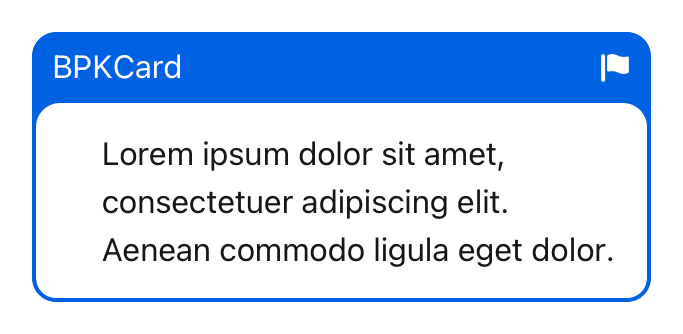 BPKCard
Lorem ipsum dolor sit amet,
consectetuer adipiscing elit.
Aenean commodo ligula eget dolor.